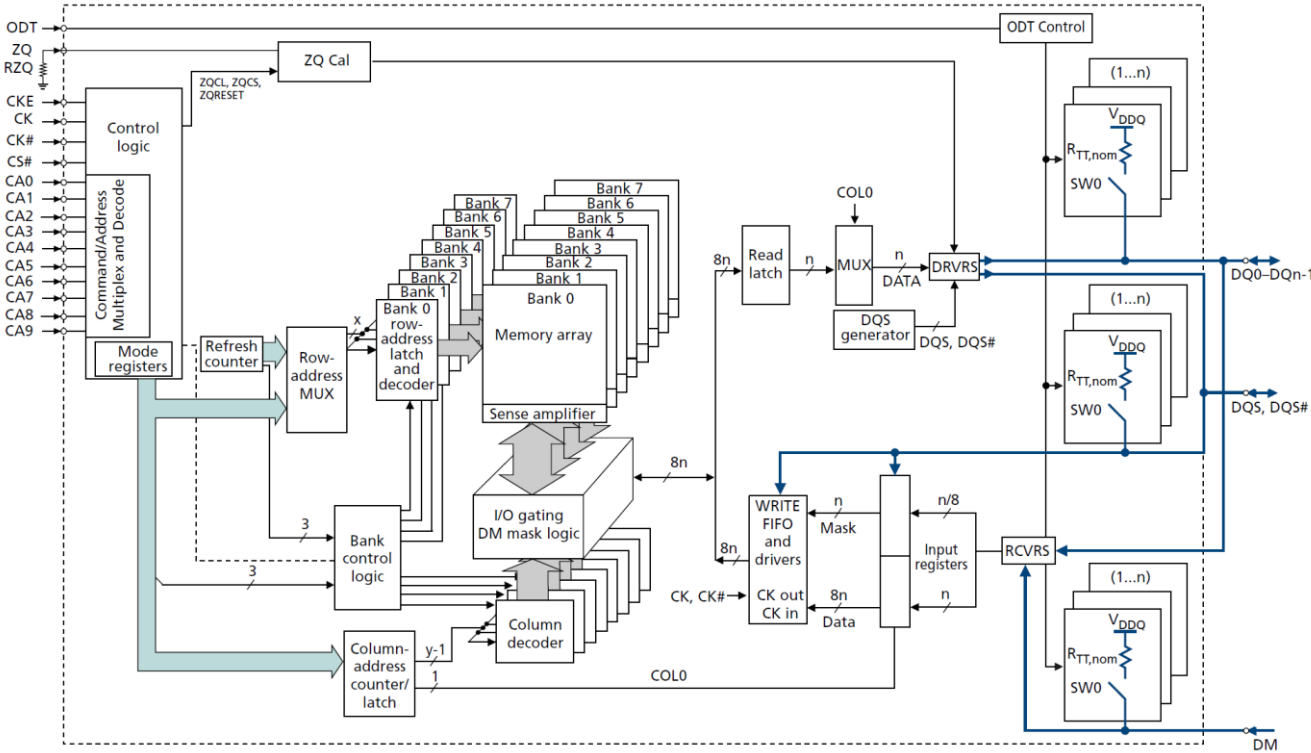 ODT
ZQ
RZQ
CKE
CK
CK#
CS#
CA0
CA1
CA2
CA3
CA4
CA5
CA6
CA7
CA8
CA9
Control
logic
Command/Address
Multiplex and Decode
Mode
registers
ZQ Cal
ZQCL, ZQCS,
ZQRESET
Refresh
counter
Row-
address
MUX
x
3
3
Bank
control
logic
Column-
address
counter/
latch
y-1
1
COL0
Bank 7
Bank 6
Bank 5
Bank 4
Bank 3
Bank 2
Bank 1
Bank 0
row-
address
latch
and
decoder
Bank 7
Bank 6
Bank 5
Bank 4
Bank 3
Bank 2
Bank 1
Bank 0
Memory array
Sense amplifier
I/O gating
DM mask logic
Column
decoder
8n
8n
Read
latch
n
COL0
MUX
n
DATA
DRVRS
DQS
generator
DQS, DQS#
8n
WRITE
FIFO
and
drivers
CK out
CK in
CK, CK#
n
Mask
8n
Data
n/8
Input
registers
n
RCVRS
ODT Control
(1...n)
VDDQ
RTT,nom
SW0
DQ0–DQn-1
(1...n)
VDDQ
RTT,nom
SW0
DQS, DQS#
(1...n)
VDDQ
RTT,nom
SW0
DM